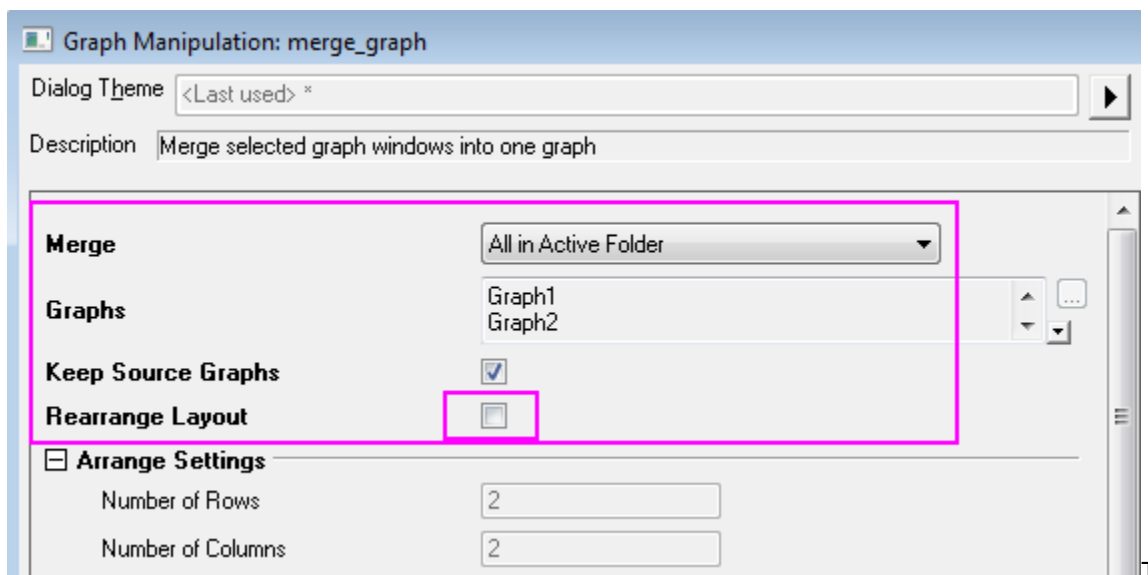 Graph Manipulation: merge_graph
Dialog Theme <Last used> *
Description Merge selected graph windows into one graph
Merge All in Active Folder
Graphs Graph1
Graph2
...
Keep Source Graphs
Rearrange Layout
Arrange Settings
Number of Rows 2
Number of Columns 2